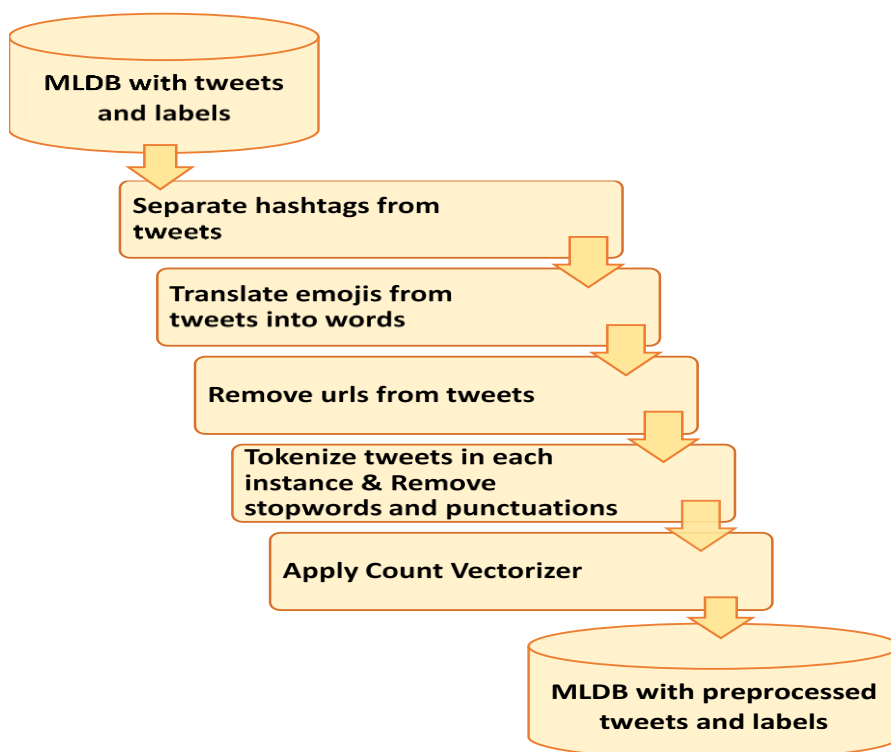 MLDB with tweets
and labels
Separate hashtags from
tweets
Translate emojis from
tweets into words
Remove urls from tweets
Tokenize tweets in each
instance & Remove
stopwords and punctuations
Apply Count Vectorizer
MLDB with preprocessed
tweets and labels